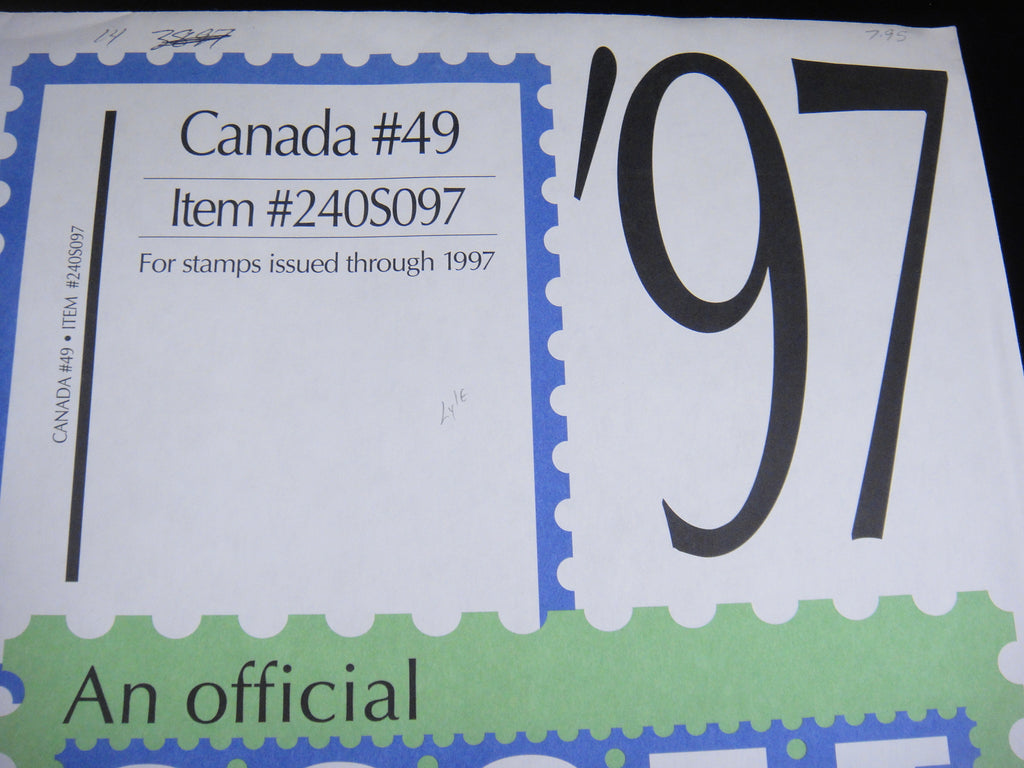 14
7.95
'97
Canada #49
Item #240S097
For stamps issued through 1997
CANADA #49 • ITEM #240S097
LylE
An official